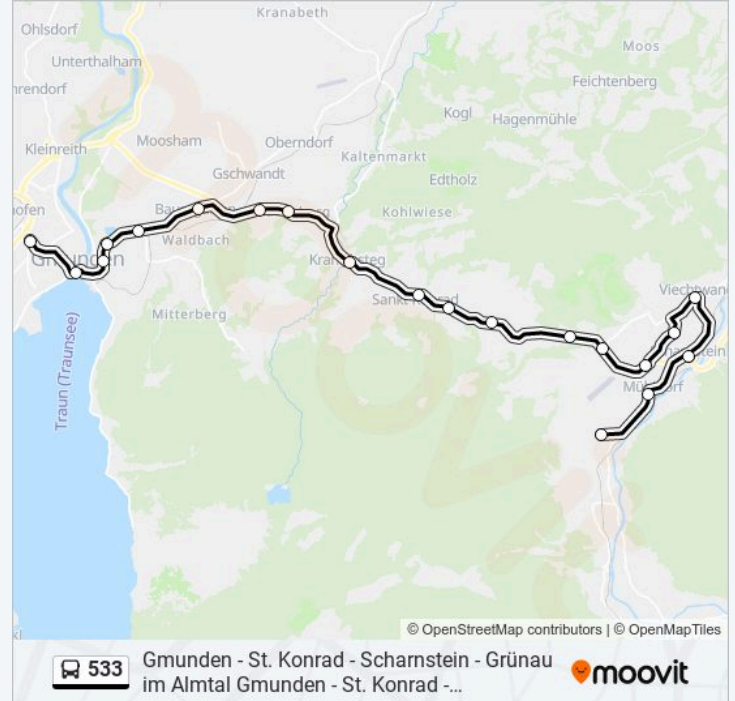 Kranabeth
Ohlsdorf
Moos
Unterthalham
Feichtenberg
Kogl
Hagenmühle
Moosham
Oberndorf
Kleinreith
Kaltenmarkt
Gschwandt
Edtholz
Kohlwiese
Waldbach
Viechtwan
Mitterberg
Traun (Traunsee)
© OpenStreetMap contributors | © OpenMapTiles
533
Gmunden - St. Konrad - Scharnstein - Grünau
im Almtal Gmunden - St. Konrad -...
moovit